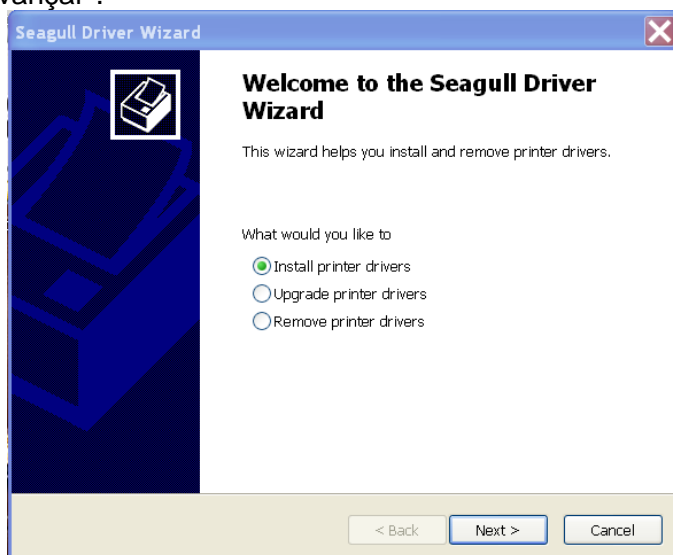 vançar".
Seagull Driver Wizard
Welcome to the Seagull Driver
Wizard
This wizard helps you install and remove printer drivers.
What would you like to
Install printer drivers
Upgrade printer drivers
Remove printer drivers
< Back
Next >
Cancel